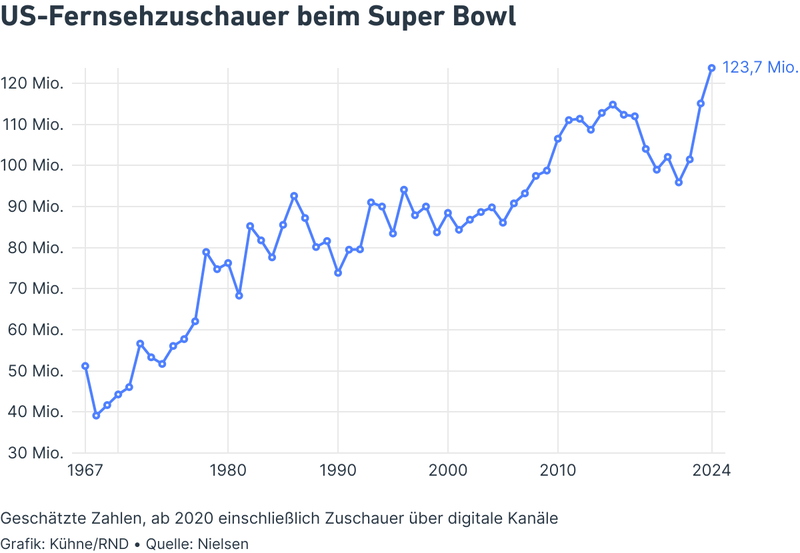 US-Fernsehzuschauer beim Super Bowl
123,7 Mio.
120 Mio.
110 Mio.
100 Mio.
90 Mio.
80 Mio.
70 Mio.
60 Mio.
50 Mio.
40 Mio.
30 Mio.
1967 1980 1990 2000 2010 2024
Geschätzte Zahlen, ab 2020 einschließlich Zuschauer über digitale Kanäle
Grafik: Kühne/RND • Quelle: Nielsen